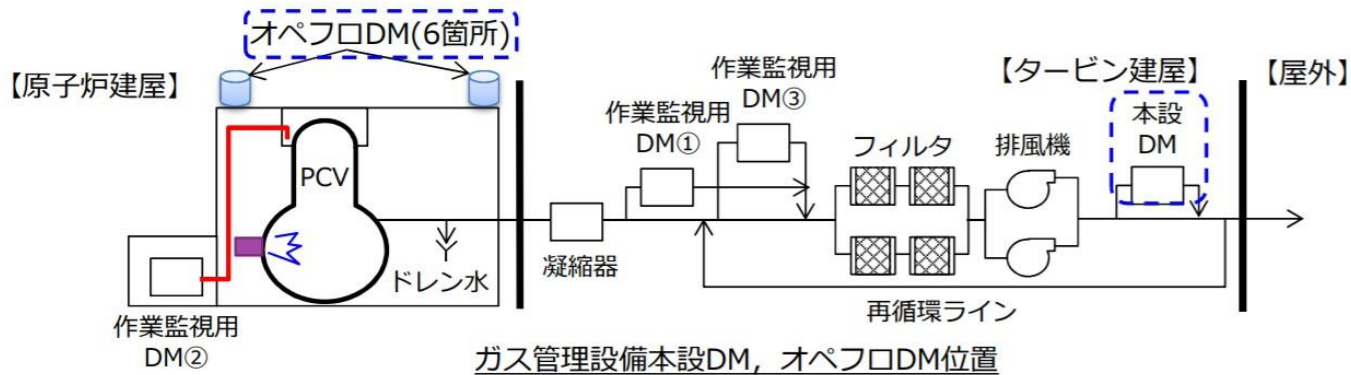 オペフロDM(6箇所)
【原子炉建屋】
作業監視用
DM③
【タービン建屋】
【屋外】
作業監視用
DM①
本設
DM
フィルタ
排風機
PCV
凝縮器
ドレン水
作業監視用
DM②
再循環ライン
ガス管理設備本設DM，オペフロDM位置